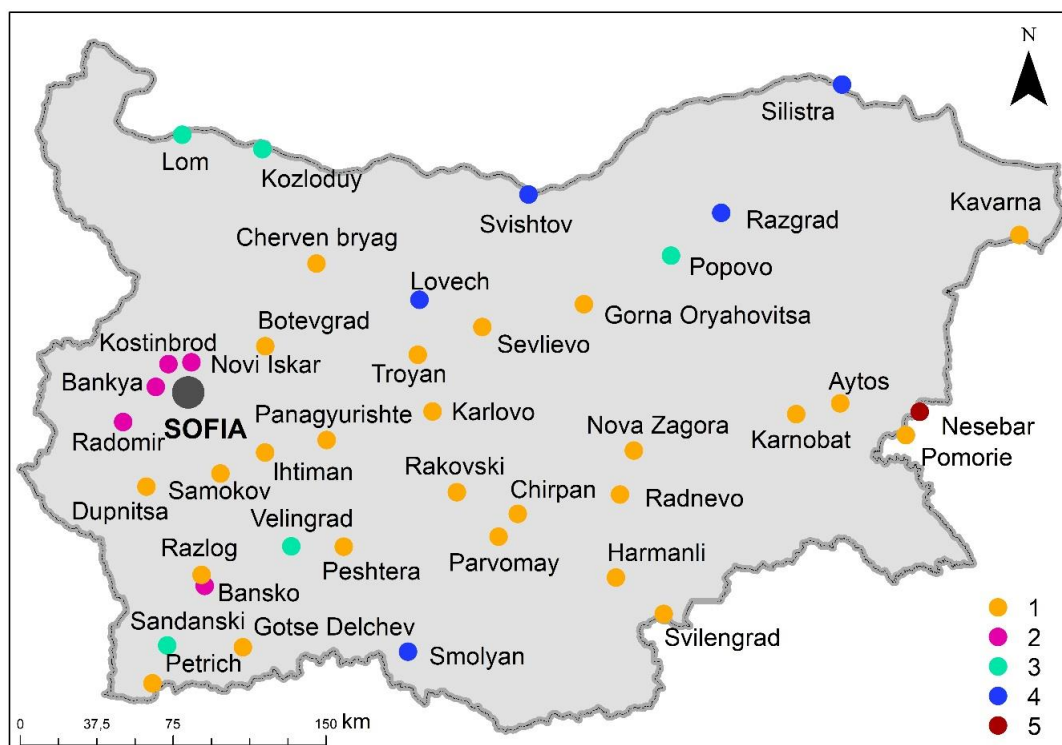 N
Silistra
Lom
Kozloduy
Svishtov
Razgrad
Kavarna
Cherven bryag
Popovo
Lovech
Gorna Oryahovitsa
Botevgrad
Sevlievo
Kostinbrod
Novi Iskar
Troyan
Bankya
Aytos
SOFIA
Panagyurishte
Karlovo
Radomir
Nova Zagora
Karnobat
Nesebar
Pomorie
Ihtiman
Rakovski
Samokov
Chirpan
Radnevo
Dupnitsa
Velingrad
Razlog
Peshtera
Parvomay
Harmanli
Bansko
Sandanski
Gotse Delchev
Svilengrad
Petrich
Smolyan
1
2
3
4
5
0 37,5 75 150 km